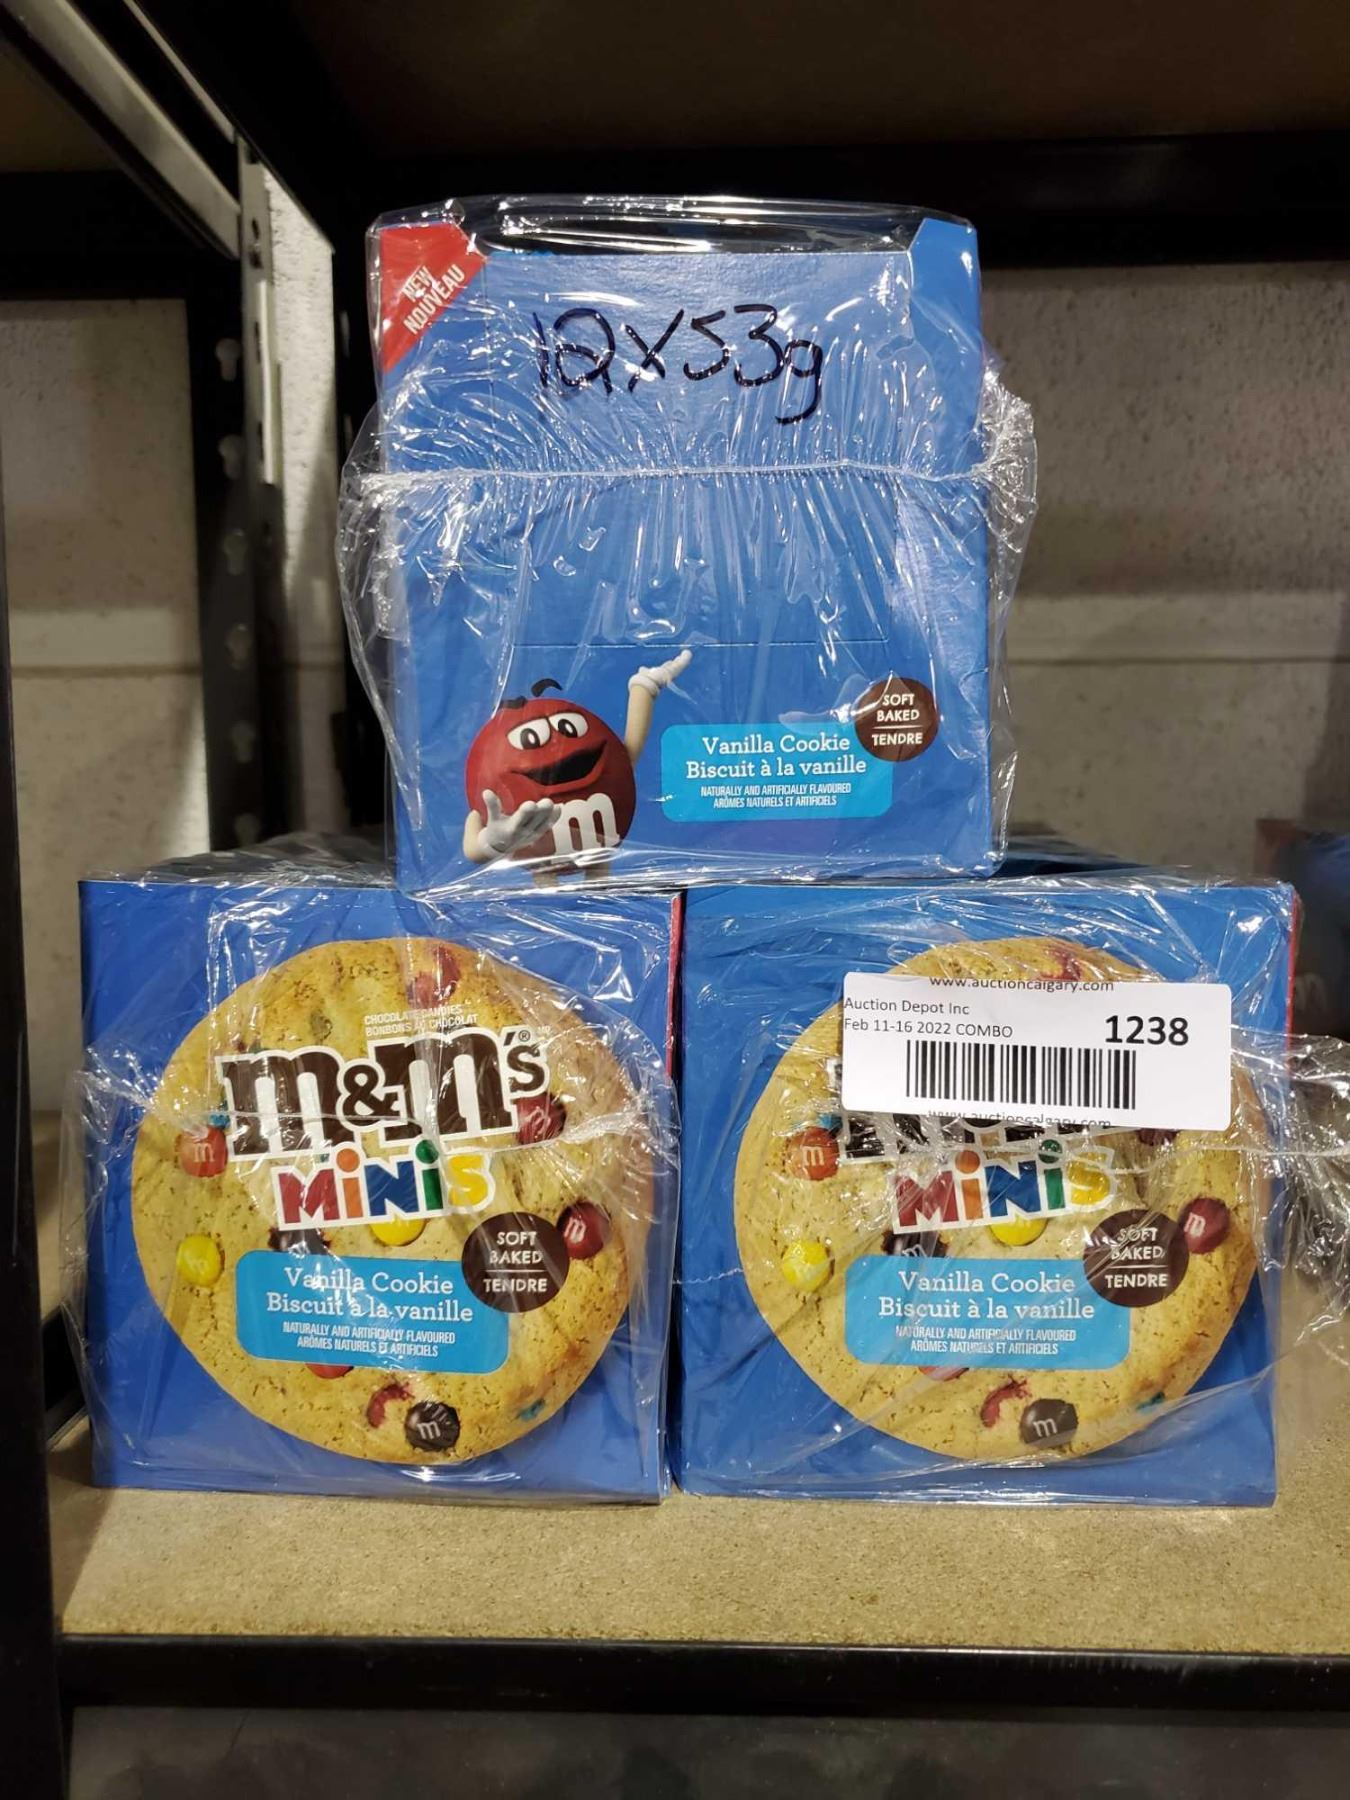 NEW
NOUVEAU
12X53g
SOFT
BAKED
TENDRE
Vanilla Cookie
Biscuit à la vanille
NATURALLY AND ARTIFICIALLY FLAVOURED
ARÔMES NATURELS ET ARTIFICIELS
m
CHOCOLATE CANDIES
BONBONS AU CHOCOLAT
m&m's®
MINIS
SOFT
BAKED
TENDRE
Vanilla Cookie
Biscuit à la vanille
NATURALLY AND ARTIFICIALLY FLAVOURED
ARÔMES NATURELS ET ARTIFICIELS
m
m
m
www.auctioncalgary.com
Auction Depot Inc
Feb 11-16 2022 COMBO
1238
www.auctioncalgary.com
MINIS
SOFT
BAKED
TENDRE
Vanilla Cookie
Biscuit à la vanille
NATURALLY AND ARTIFICIALLY FLAVOURED
ARÔMES NATURELS ET ARTIFICIELS
m
m
m
m